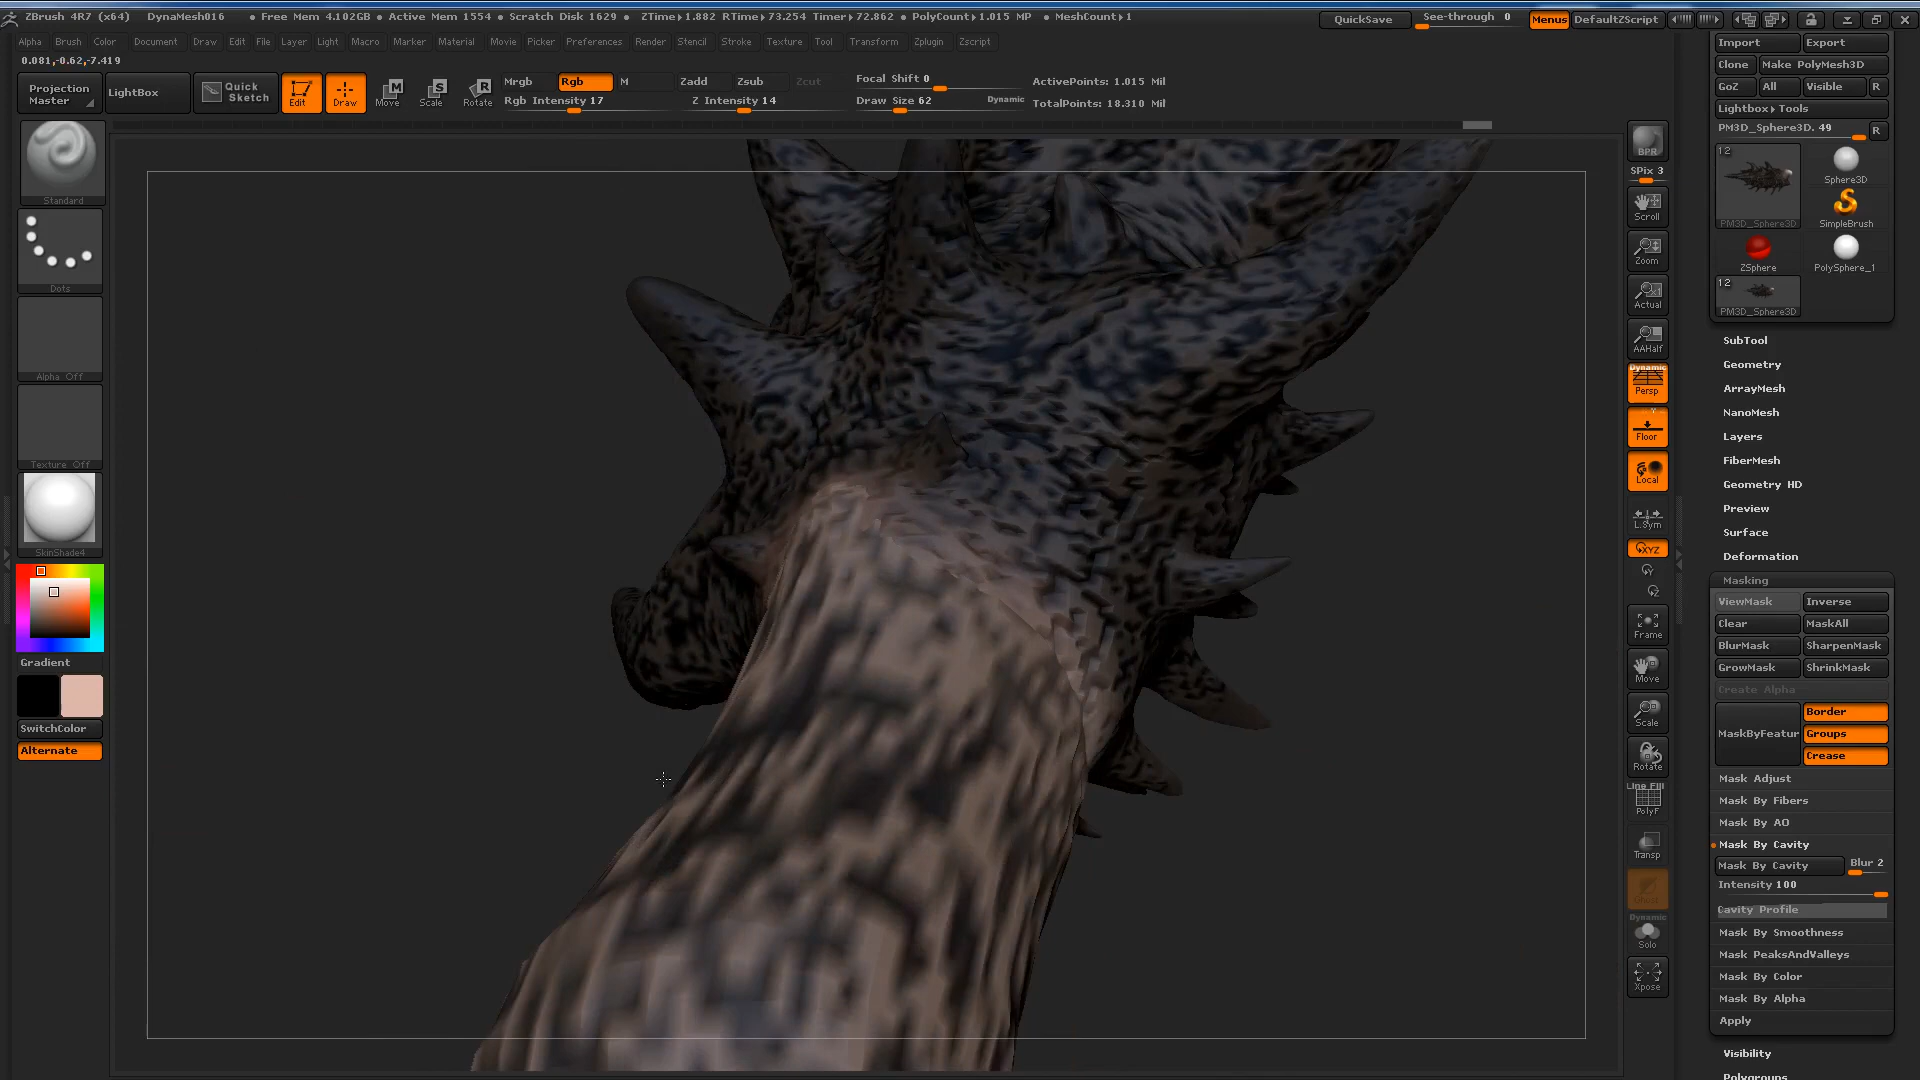 ZBrush 4R7 (x64) DynaMesh016 • Free Mem 4.102GB • Active Mem 1554 • Scratch Disk 1629 • ZTime▸1.882 RTime▸73.254 Timer▸72.862 • PolyCount▸1.015 MP • MeshCount▸1 QuickSave See-through 0 Menus DefaultZScript
Alpha Brush Color Document Draw Edit File Layer Light Macro Marker Material Movie Picker Preferences Render Stencil Stroke Texture Tool Transform Zplugin Zscript
0.081,-0.62,-7.419
Projection Master
LightBox
Quick Sketch
Edit
Draw
Move
Scale
Rotate
Mrgb Rgb M Zadd Zsub Zcut
Rgb Intensity 17 Z Intensity 14
Focal Shift 0
Draw Size 62 Dynamic
ActivePoints: 1.015 Mil
TotalPoints: 18.310 Mil
Standard
Dots
Alpha Off
Texture Off
SkinShade4
Gradient
SwitchColor
Alternate
BPR
SPix 3
Scroll
Zoom
Actual
AAHalf
Dynamic
Persp
Floor
Local
L.Sym
XYZ
Frame
Move
Scale
Rotate
Line Fill
PolyF
Transp
Ghost
Dynamic
Solo
Xpose
Import Export
Clone Make PolyMesh3D
GoZ All Visible R
Lightbox▸Tools
PM3D_Sphere3D. 49 R
12
PM3D_Sphere3D
Sphere3D
SimpleBrush
ZSphere
PolySphere_1
12
PM3D_Sphere3D
SubTool
Geometry
ArrayMesh
NanoMesh
Layers
FiberMesh
Geometry HD
Preview
Surface
Deformation
Masking
ViewMask Inverse
Clear MaskAll
BlurMask SharpenMask
GrowMask ShrinkMask
Create Alpha
MaskByFeatur
Border
Groups
Crease
Mask Adjust
Mask By Fibers
Mask By AO
Mask By Cavity
Mask By Cavity Blur 2
Intensity 100
Cavity Profile
Mask By Smoothness
Mask PeaksAndValleys
Mask By Color
Mask By Alpha
Apply
Visibility
Polygroups